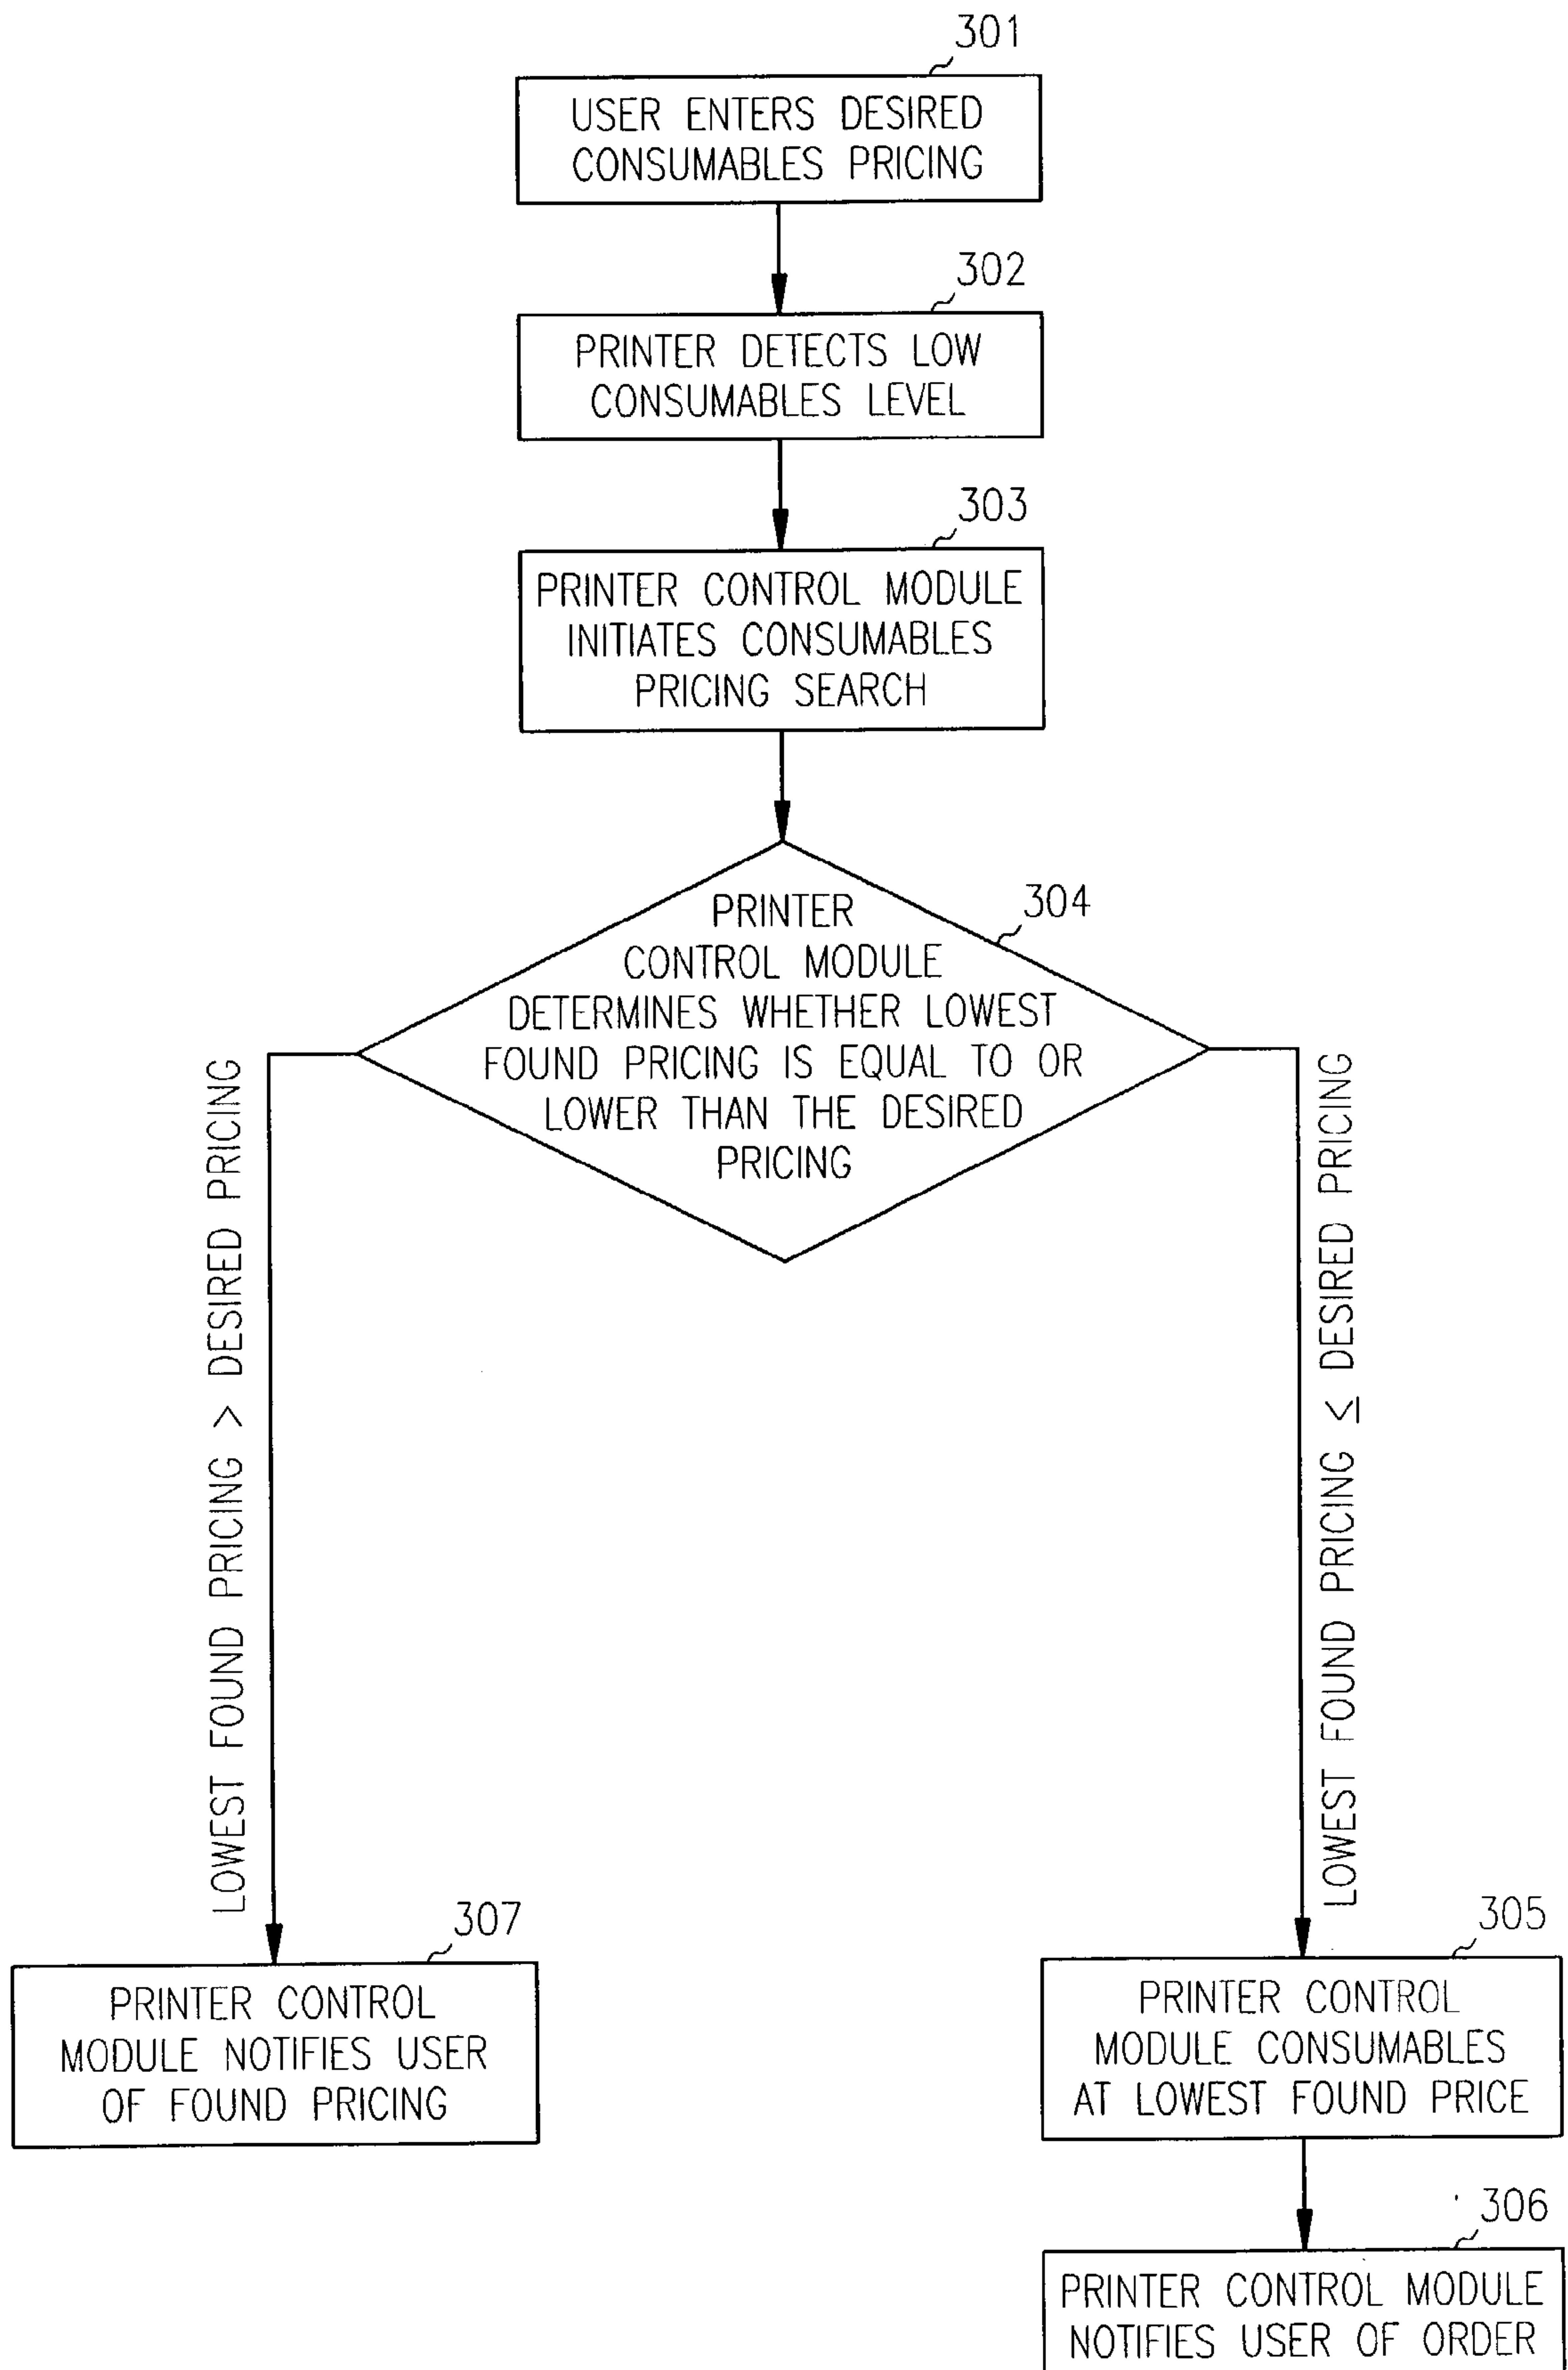 301
USER ENTERS DESIRED
CONSUMABLES PRICING
302
PRINTER DETECTS LOW
CONSUMABLES LEVEL
303
PRINTER CONTROL MODULE
INITIATES CONSUMABLES
PRICING SEARCH
304
PRINTER
CONTROL MODULE
DETERMINES WHETHER LOWEST
FOUND PRICING IS EQUAL TO OR
LOWER THAN THE DESIRED
PRICING
LOWEST FOUND PRICING > DESIRED PRICING
LOWEST FOUND PRICING ≤ DESIRED PRICING
307
PRINTER CONTROL
MODULE NOTIFIES USER
OF FOUND PRICING
305
PRINTER CONTROL
MODULE CONSUMABLES
AT LOWEST FOUND PRICE
306
PRINTER CONTROL MODULE
NOTIFIES USER OF ORDER